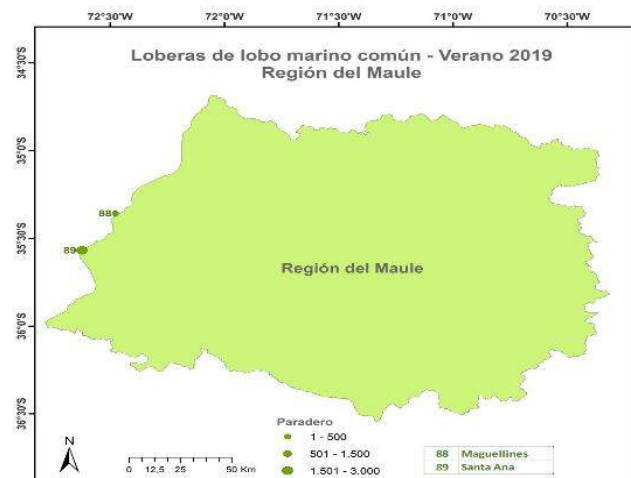 72°30'W 72°0'W 71°30'W 71°0'W 70°30'W
Loberas de lobo marino común - Verano 2019
Región del Maule
34°30'S
35°0'S
88
35°30'S
89
Región del Maule
36°0'S
36°30'S
Paradero
1 - 500
501 - 1.500
1.501 - 3.000
N
0 12,5 25 50 Km
88 Maguellines
89 Santa Ana